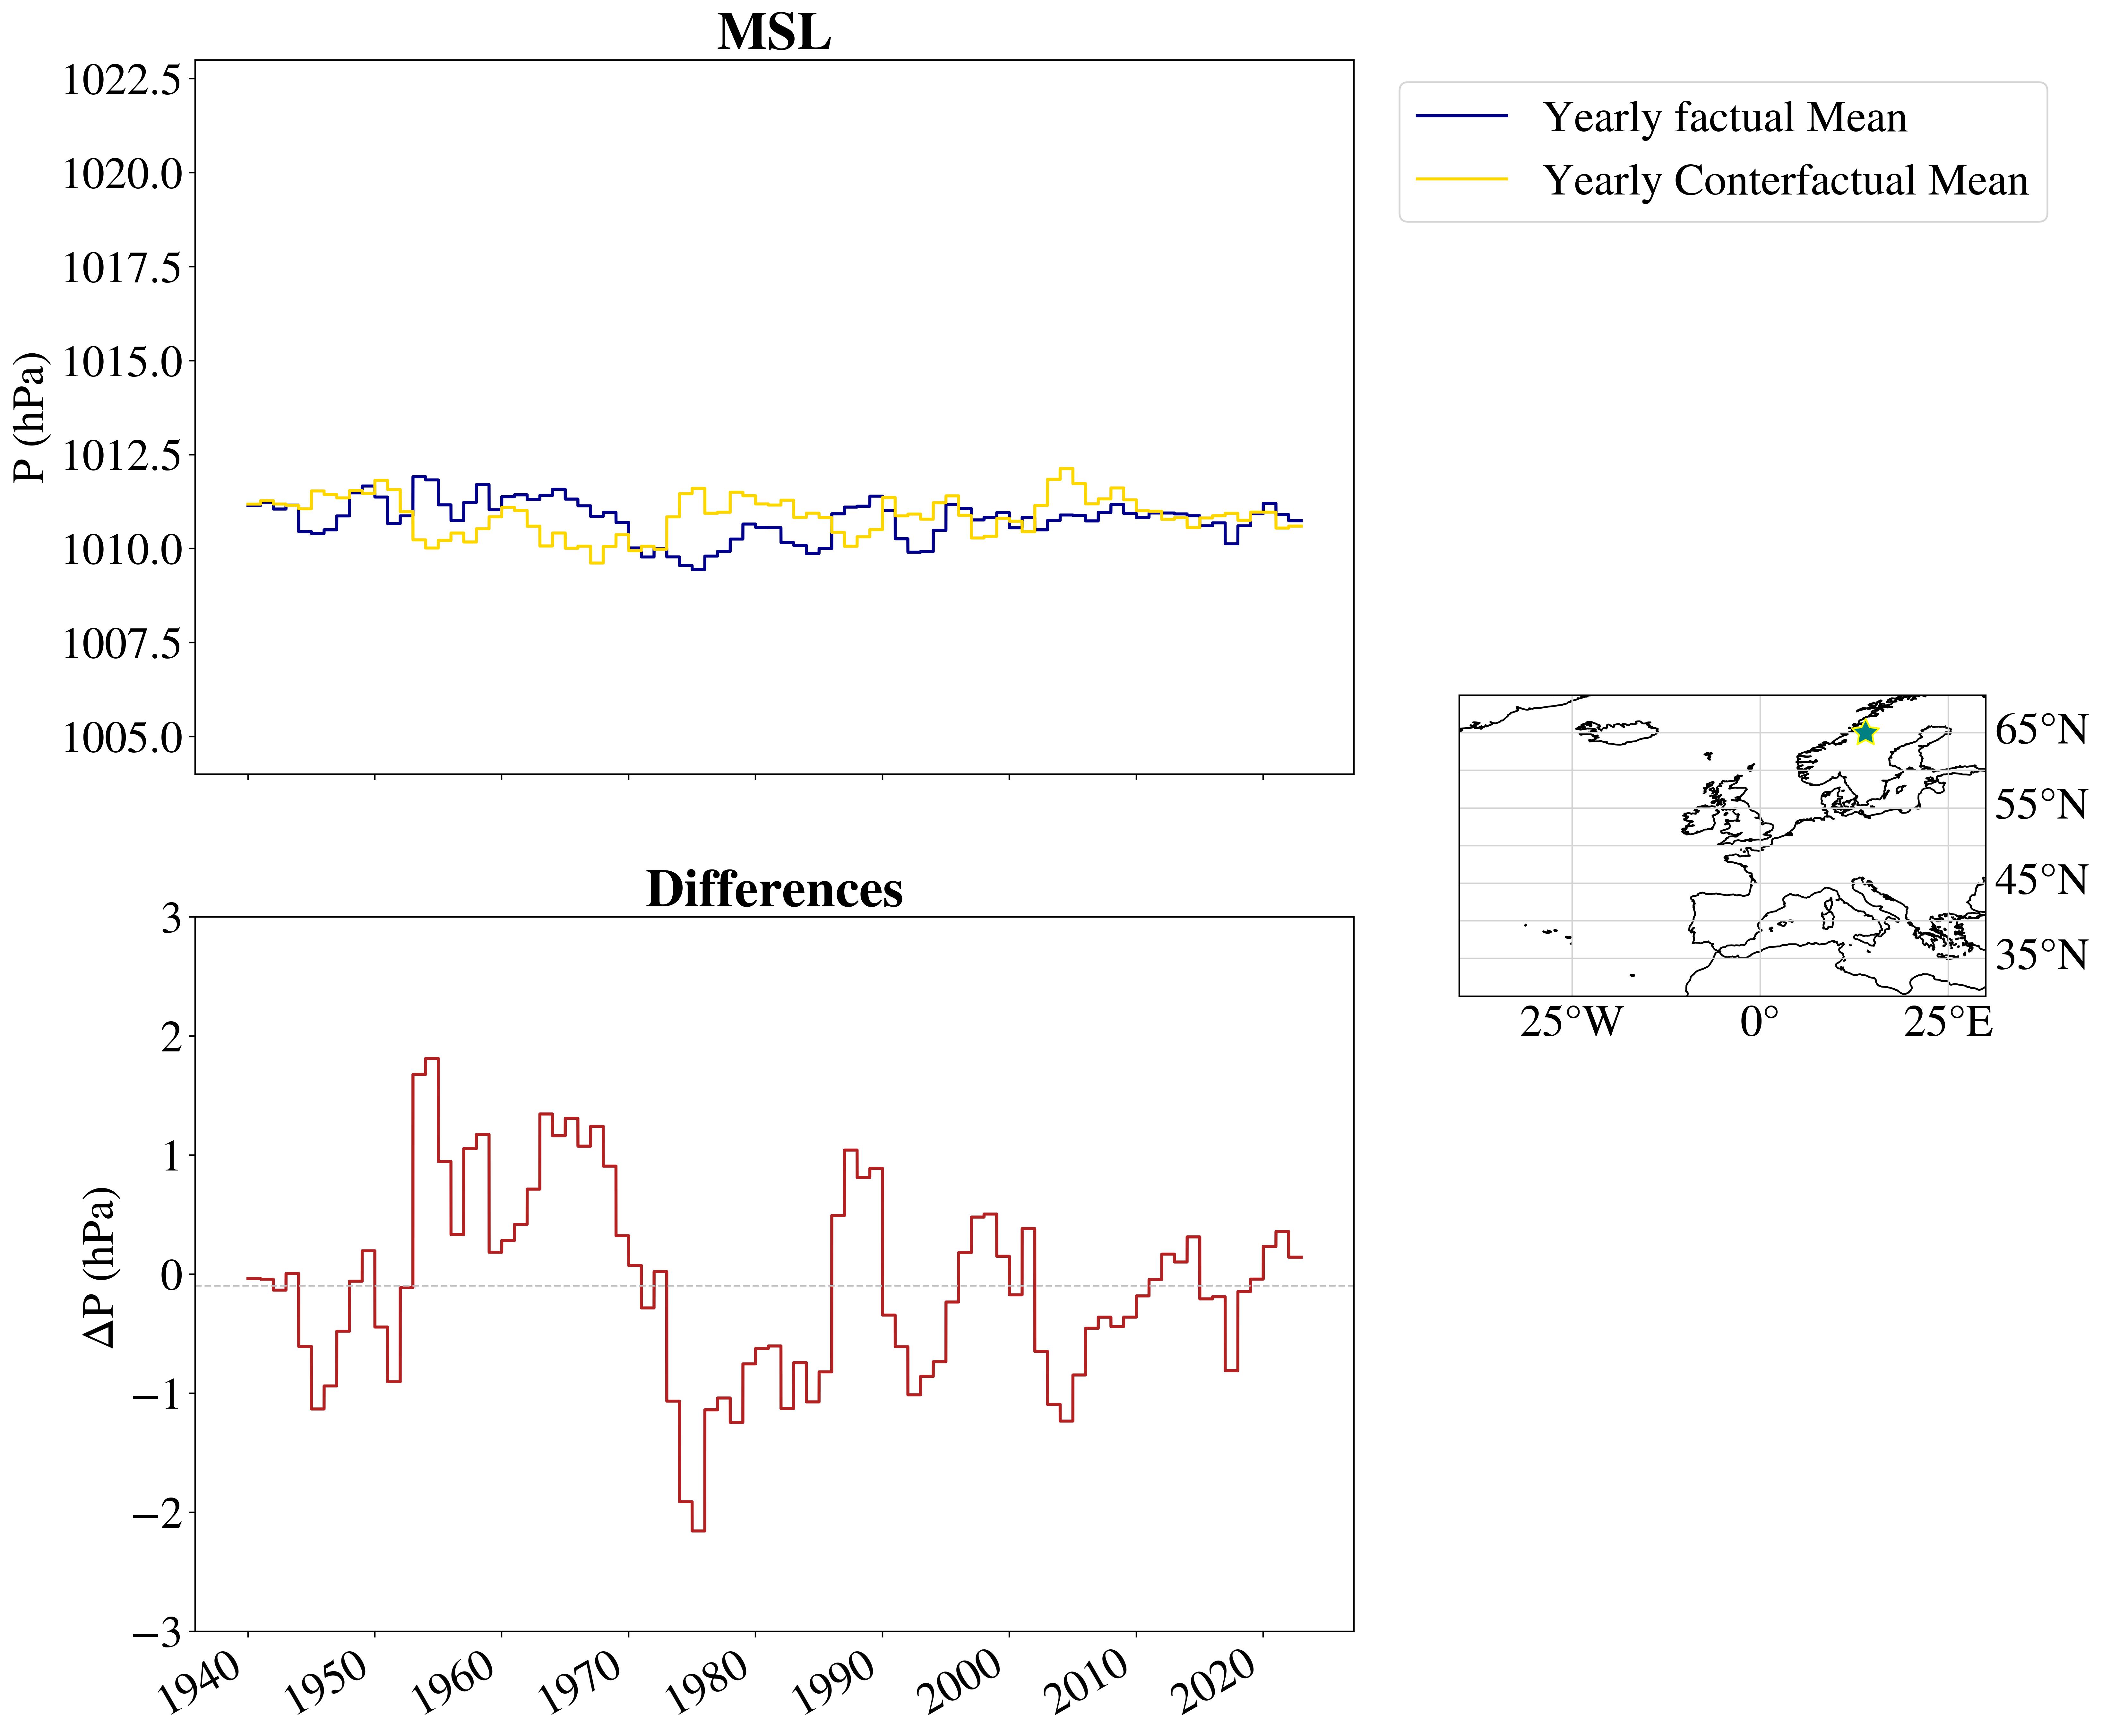 MSL
1022.5
1020.0
1017.5
1015.0
1012.5
1010.0
1007.5
1005.0
P (hPa)
Yearly factual Mean
Yearly Conterfactual Mean
65°N
55°N
45°N
35°N
25°W 0° 25°E
Differences
3
2
1
0
−1
−2
−3
ΔP (hPa)
1940 1950 1960 1970 1980 1990 2000 2010 2020